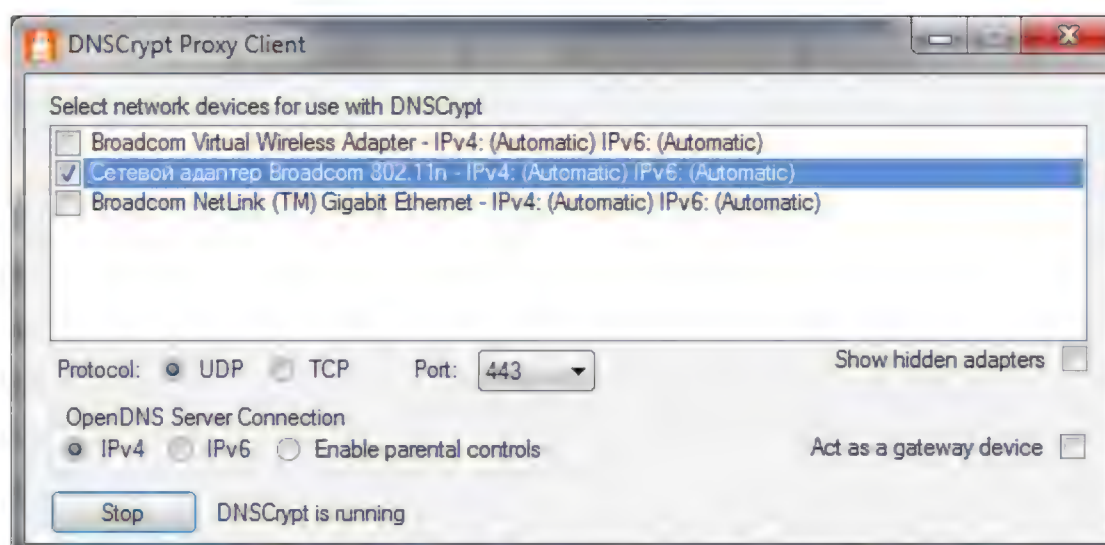 DNSCrypt Proxy Client
Select network devices for use with DNSCrypt
Broadcom Virtual Wireless Adapter - IPv4: (Automatic) IPv6: (Automatic)
Сетевой адаптер Broadcom 802.11n - IPv4: (Automatic) IPv6: (Automatic)
Broadcom NetLink (TM) Gigabit Ethernet - IPv4: (Automatic) IPv6: (Automatic)
Protocol: UDP TCP Port: 443 Show hidden adapters
OpenDNS Server Connection
IPv4 IPv6 Enable parental controls Act as a gateway device
Stop DNSCrypt is running